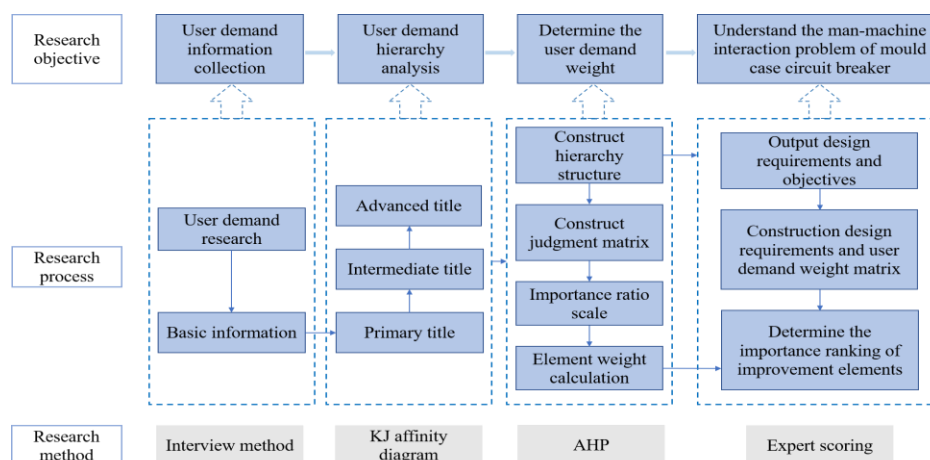 Research
objective
User demand
information
collection
User demand
hierarchy
analysis
Determine the
user demand
weight
Understand the man-machine
interaction problem of mould
case circuit breaker
Research
process
User demand
research
Basic information
Advanced title
Intermediate title
Primary title
Construct
hierarchy
structure
Construct
judgment matrix
Importance ratio
scale
Element weight
calculation
Output design
requirements and
objectives
Construction design
requirements and user
demand weight matrix
Determine the
importance ranking of
improvement elements
Research
method
Interview method
KJ affinity
diagram
AHP
Expert scoring